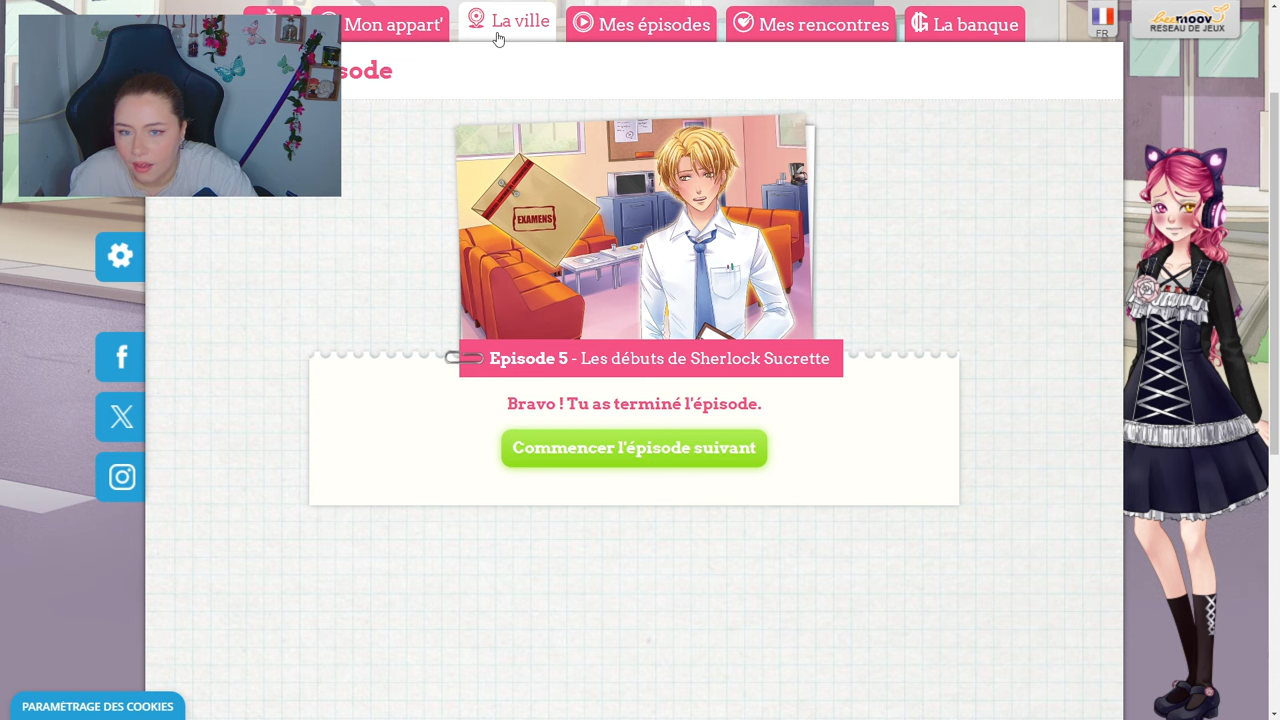 Mon appart'
La ville
Mes épisodes
Mes rencontres
La banque
FR
beemoov
RESEAU DE JEUX
sode
EXAMENS
Episode 5 - Les débuts de Sherlock Sucrette
Bravo ! Tu as terminé l'épisode.
Commencer l'épisode suivant
PARAMÉTRAGE DES COOKIES